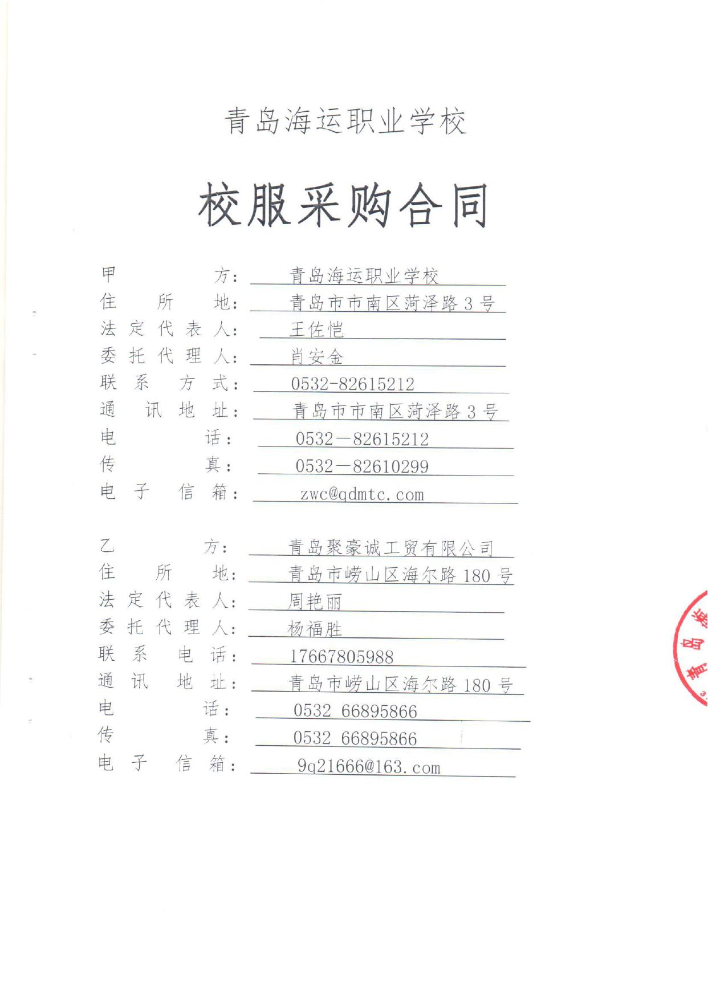 青岛海运职业学校
校服采购合同
甲方： 青岛海运职业学校
住所地： 青岛市市南区菏泽路3号
法定代表人： 王佐恺
委托代理人： 肖安金
联系方式： 0532-82615212
通讯地址： 青岛市市南区菏泽路3号
电话： 0532－82615212
传真： 0532－82610299
电子信箱： zwc@qdmtc.com
乙方： 青岛聚豪诚工贸有限公司
住所地： 青岛市崂山区海尔路180号
法定代表人： 周艳丽
委托代理人： 杨福胜
联系电话： 17667805988
通讯地址： 青岛市崂山区海尔路180号
电话： 0532 66895866
传真： 0532 66895866
电子信箱： 9q21666@163.com
青岛海